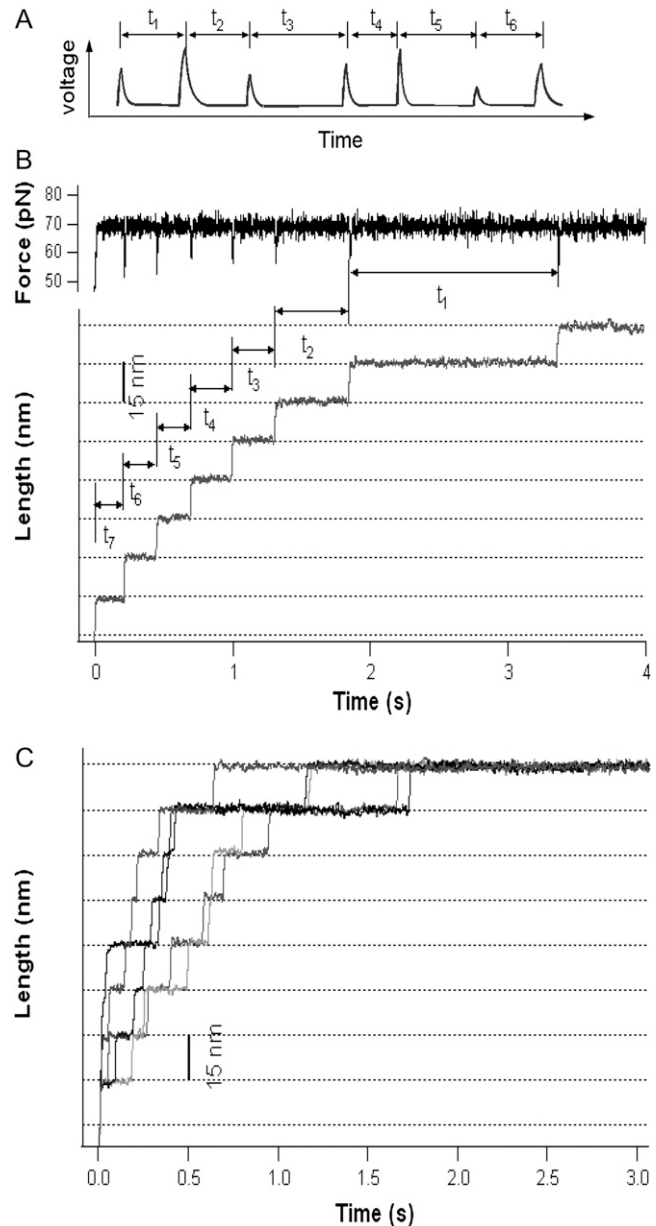 A
t1 t2 t3 t4 t5 t6
voltage
Time
B
80
70
60
50
Force (pN)
t1
t2
t3
t4
t5
t6
t7
15 nm
Length (nm)
0 1 2 3 4
Time (s)
C
Length (nm)
15 nm
0.0 0.5 1.0 1.5 2.0 2.5 3.0
Time (s)